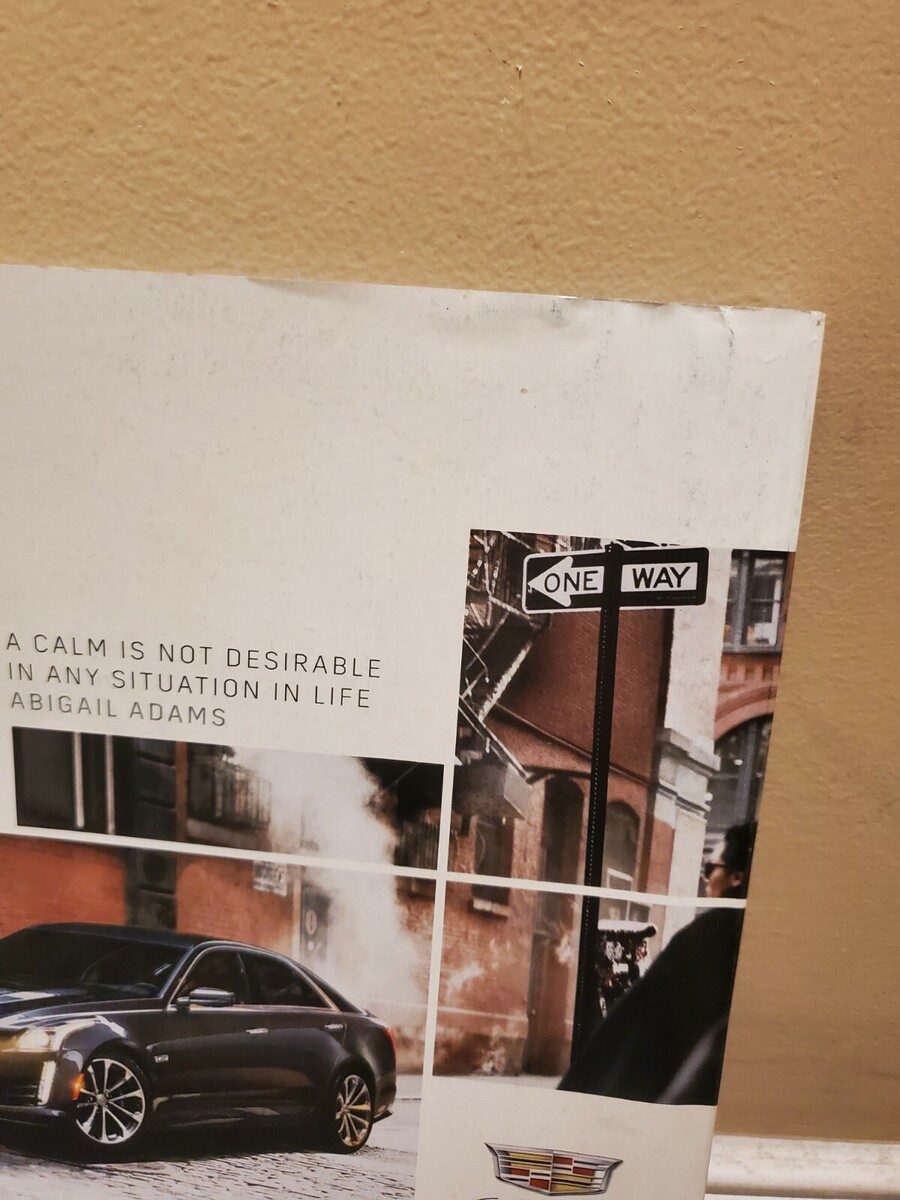 ONE WAY
A CALM IS NOT DESIRABLE
IN ANY SITUATION IN LIFE
ABIGAIL ADAMS